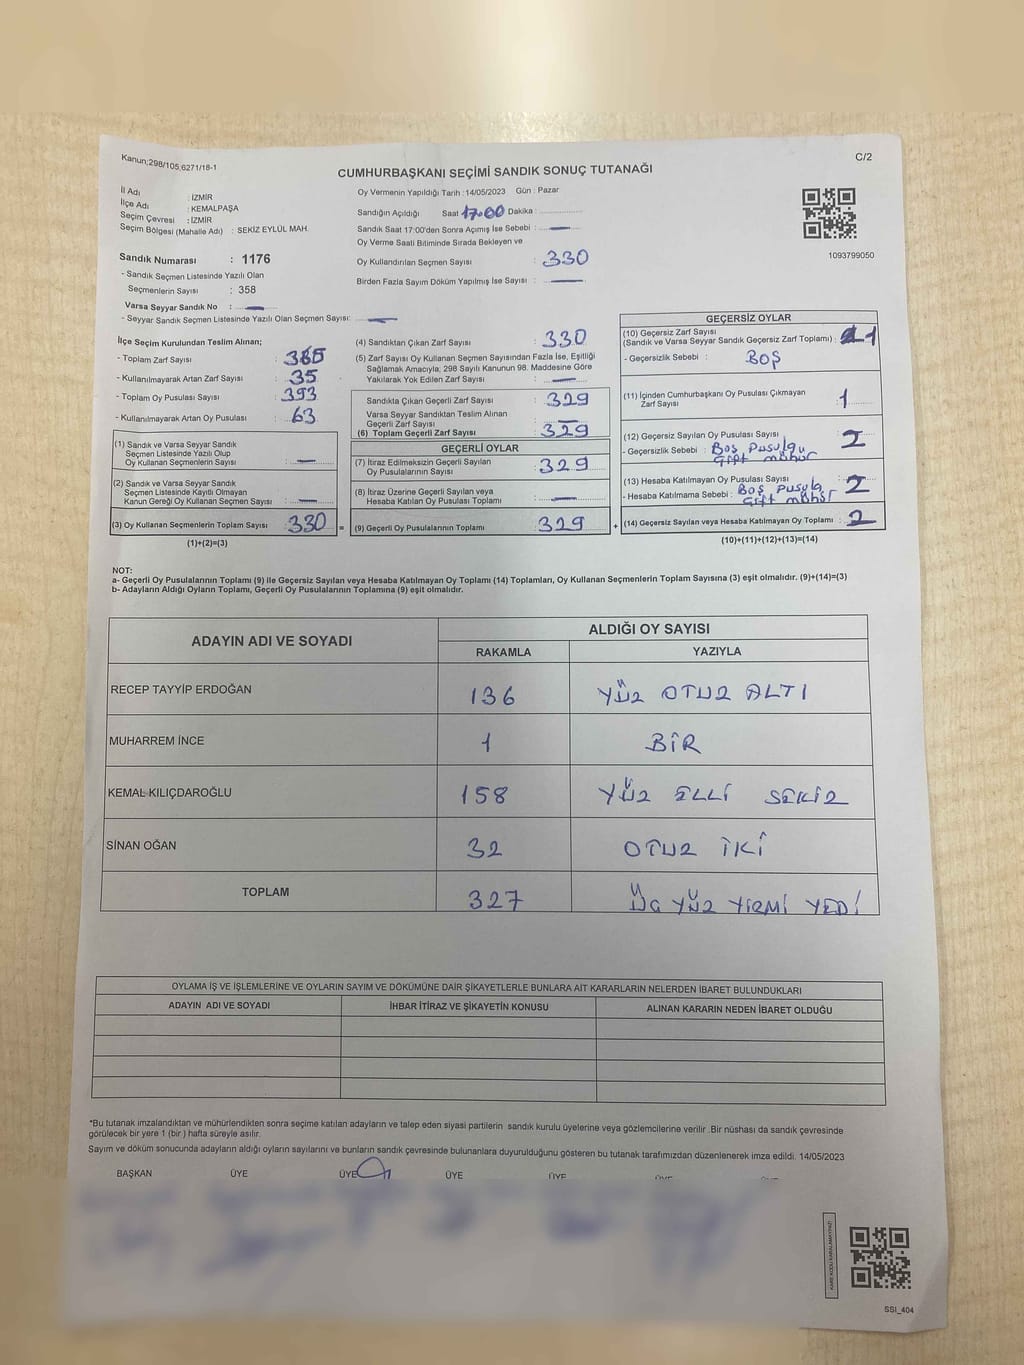 Kanun:298/105,6271/18-1
C/2
CUMHURBAŞKANI SEÇİMİ SANDIK SONUÇ TUTANAĞI
İl Adı : İZMİR
İlçe Adı : KEMALPAŞA
Seçim Çevresi : İZMİR
Seçim Bölgesi (Mahalle Adı) : SEKİZ EYLÜL MAH.
Sandık Numarası : 1176
- Sandık Seçmen Listesinde Yazılı Olan
Seçmenlerin Sayısı : 358
Varsa Seyyar Sandık No : —
- Seyyar Sandık Seçmen Listesinde Yazılı Olan Seçmen Sayısı: —
Oy Vermenin Yapıldığı Tarih : 14/05/2023 Gün : Pazar
Sandığın Açıldığı Saat 17.00 Dakika :
Sandık Saat 17:00'den Sonra Açımış İse Sebebi : —
Oy Verme Saati Bitiminde Sırada Bekleyen ve
Oy Kullandırılan Seçmen Sayısı : 330
Birden Fazla Sayım Döküm Yapılmış İse Sayısı : —
1093799050
İlçe Seçim Kurulundan Teslim Alınan;
- Toplam Zarf Sayısı : 365
- Kullanılmayarak Artan Zarf Sayısı : 35
- Toplam Oy Pusulası Sayısı : 393
- Kullanılmayarak Artan Oy Pusulası : 63
(1) Sandık ve Varsa Seyyar Sandık
Seçmen Listesinde Yazılı Olup
Oy Kullanan Seçmenlerin Sayısı : —
(2) Sandık ve Varsa Seyyar Sandık
Seçmen Listesinde Kayıtlı Olmayan
Kanun Gereği Oy Kullanan Seçmen Sayısı : —
(3) Oy Kullanan Seçmenlerin Toplam Sayısı : 330
(1)+(2)=(3)
(4) Sandıktan Çıkan Zarf Sayısı : 330
(5) Zarf Sayısı Oy Kullanan Seçmen Sayısından Fazla İse, Eşitliği
Sağlamak Amacıyla; 298 Sayılı Kanunun 98. Maddesine Göre
Yakılarak Yok Edilen Zarf Sayısı : —
Sandıkta Çıkan Geçerli Zarf Sayısı : 329
Varsa Seyyar Sandıktan Teslim Alınan
Geçerli Zarf Sayısı : —
(6) Toplam Geçerli Zarf Sayısı : 329
GEÇERLİ OYLAR
(7) İtiraz Edilmeksizin Geçerli Sayılan
Oy Pusulalarının Sayısı : 329
(8) İtiraz Üzerine Geçerli Sayılan veya
Hesaba Katılan Oy Pusulası Toplamı : —
= (9) Geçerli Oy Pusulalarının Toplamı : 329
GEÇERSİZ OYLAR
(10) Geçersiz Zarf Sayısı
(Sandık ve Varsa Seyyar Sandık Geçersiz Zarf Toplamı) : 1
- Geçersizlik Sebebi : BOŞ
(11) İçinden Cumhurbaşkanı Oy Pusulası Çıkmayan
Zarf Sayısı : 1
(12) Geçersiz Sayılan Oy Pusulası Sayısı : 2
- Geçersizlik Sebebi : Boş Pusula
Çift mühür
(13) Hesaba Katılmayan Oy Pusulası Sayısı : 2
- Hesaba Katılmama Sebebi : Boş Pusula
Çift mühür
+ (14) Geçersiz Sayılan veya Hesaba Katılmayan Oy Toplamı : 2
(10)+(11)+(12)+(13)=(14)
NOT:
a- Geçerli Oy Pusulalarının Toplamı (9) ile Geçersiz Sayılan veya Hesaba Katılmayan Oy Toplamı (14) Toplamları, Oy Kullanan Seçmenlerin Toplam Sayısına (3) eşit olmalıdır. (9)+(14)=(3)
b- Adayların Aldığı Oyların Toplamı, Geçerli Oy Pusulalarının Toplamına (9) eşit olmalıdır.
ADAYIN ADI VE SOYADI
ALDIĞI OY SAYISI
RAKAMLA YAZIYLA
RECEP TAYYİP ERDOĞAN 136 YÜZ OTUZ ALTI
MUHARREM İNCE 1 BİR
KEMAL KILIÇDAROĞLU 158 YÜZ ELLİ SEKİZ
SİNAN OĞAN 32 OTUZ İKİ
TOPLAM 327 ÜÇ YÜZ YİRMİ YEDİ
OYLAMA İŞ VE İŞLEMLERİNE VE OYLARIN SAYIM VE DÖKÜMÜNE DAİR ŞİKAYETLERLE BUNLARA AİT KARARLARIN NELERDEN İBARET BULUNDUKLARI
ADAYIN ADI VE SOYADI İHBAR İTİRAZ VE ŞİKAYETİN KONUSU ALINAN KARARIN NEDEN İBARET OLDUĞU
*Bu tutanak imzalandıktan ve mühürlendikten sonra seçime katılan adayların ve talep eden siyasi partilerin sandık kurulu üyelerine veya gözlemcilerine verilir .Bir nüshası da sandık çevresinde
görülecek bir yere 1 (bir ) hafta süreyle asılır.
Sayım ve döküm sonucunda adayların aldığı oyların sayılarını ve bunların sandık çevresinde bulunanlara duyurulduğunu gösteren bu tutanak tarafımızdan düzenlenerek imza edildi. 14/05/2023
BAŞKAN ÜYE ÜYE ÜYE ÜYE
KARE KODU KARALAMAYINIZ!
SSI_404